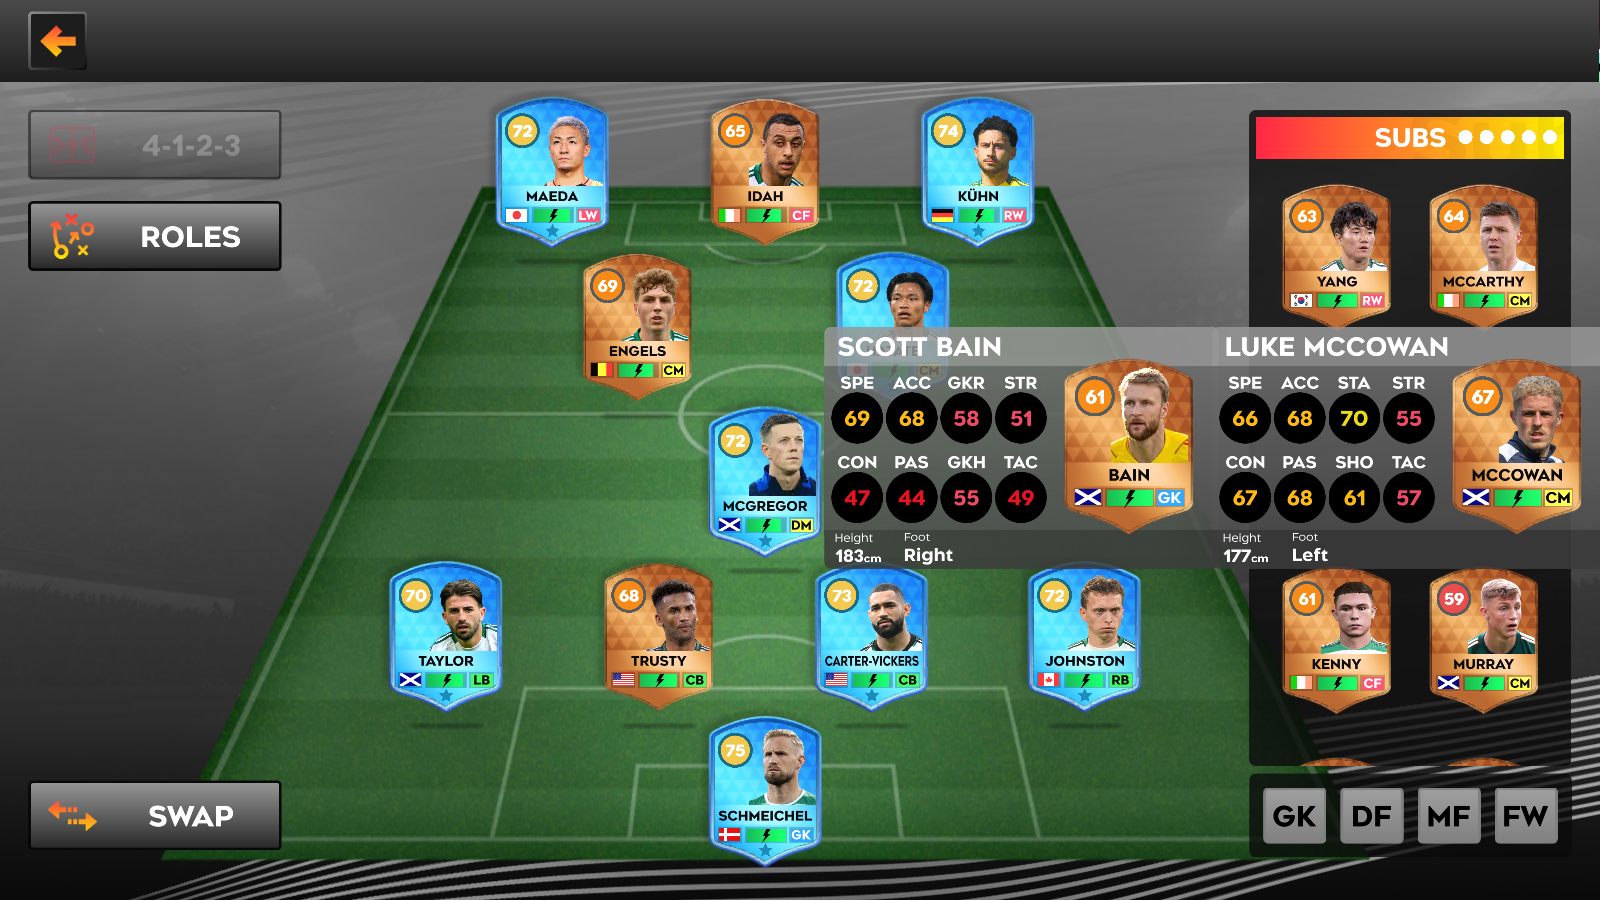 4-1-2-3
ROLES
SWAP
72
MAEDA
LW
65
IDAH
CF
74
KÜHN
RW
69
ENGELS
CM
72
CM
72
MCGREGOR
DM
70
TAYLOR
LB
68
TRUSTY
CB
73
CARTER-VICKERS
CB
72
JOHNSTON
RB
75
SCHMEICHEL
GK
SCOTT BAIN
SPE ACC GKR STR
69 68 58 51
CON PAS GKH TAC
47 44 55 49
Height Foot
183cm Right
61
BAIN
GK
LUKE MCCOWAN
SPE ACC STA STR
66 68 70 55
CON PAS SHO TAC
67 68 61 57
Height Foot
177cm Left
67
MCCOWAN
CM
SUBS
63
YANG
RW
64
MCCARTHY
CM
61
KENNY
CF
59
MURRAY
CM
GK DF MF FW